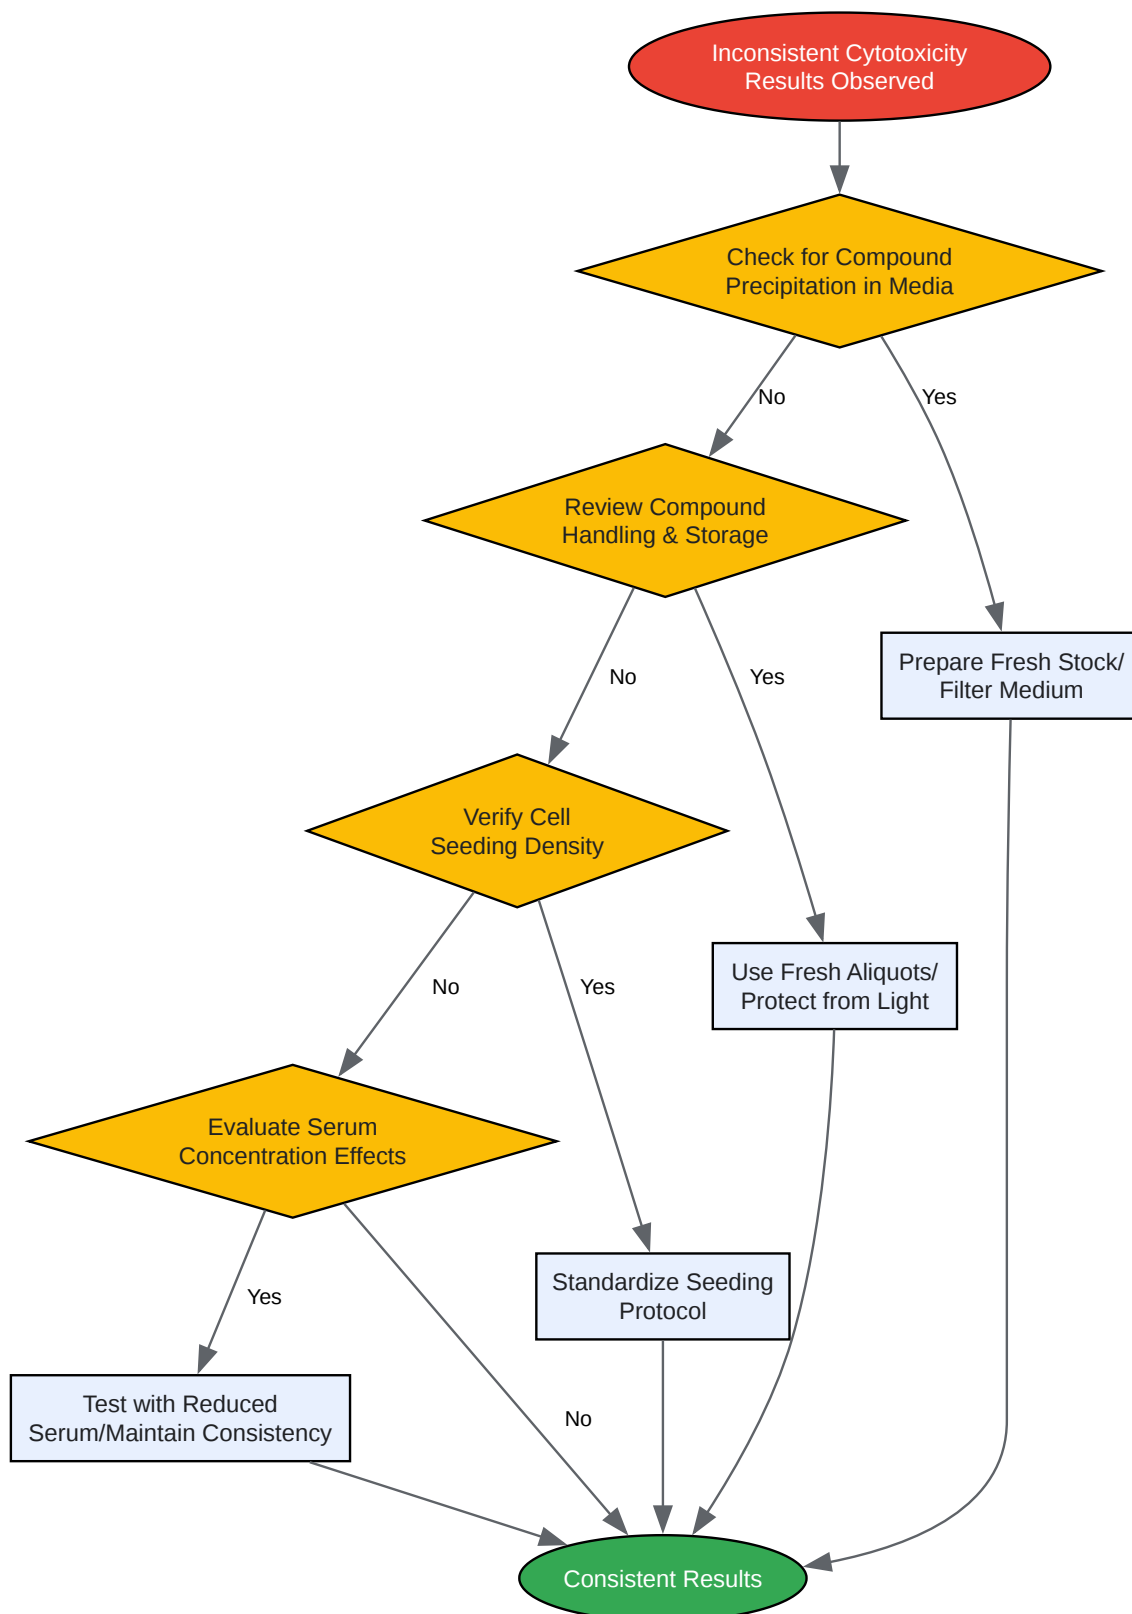 Inconsistent Cytotoxicity
Results Observed
Check for Compound
Precipitation in Media
No
Yes
Review Compound
Handling & Storage
Prepare Fresh Stock/
Filter Medium
No
Yes
Verify Cell
Seeding Density
Use Fresh Aliquots/
Protect from Light
No
Yes
Evaluate Serum
Concentration Effects
Standardize Seeding
Protocol
Yes
Test with Reduced
Serum/Maintain Consistency
No
Consistent Results